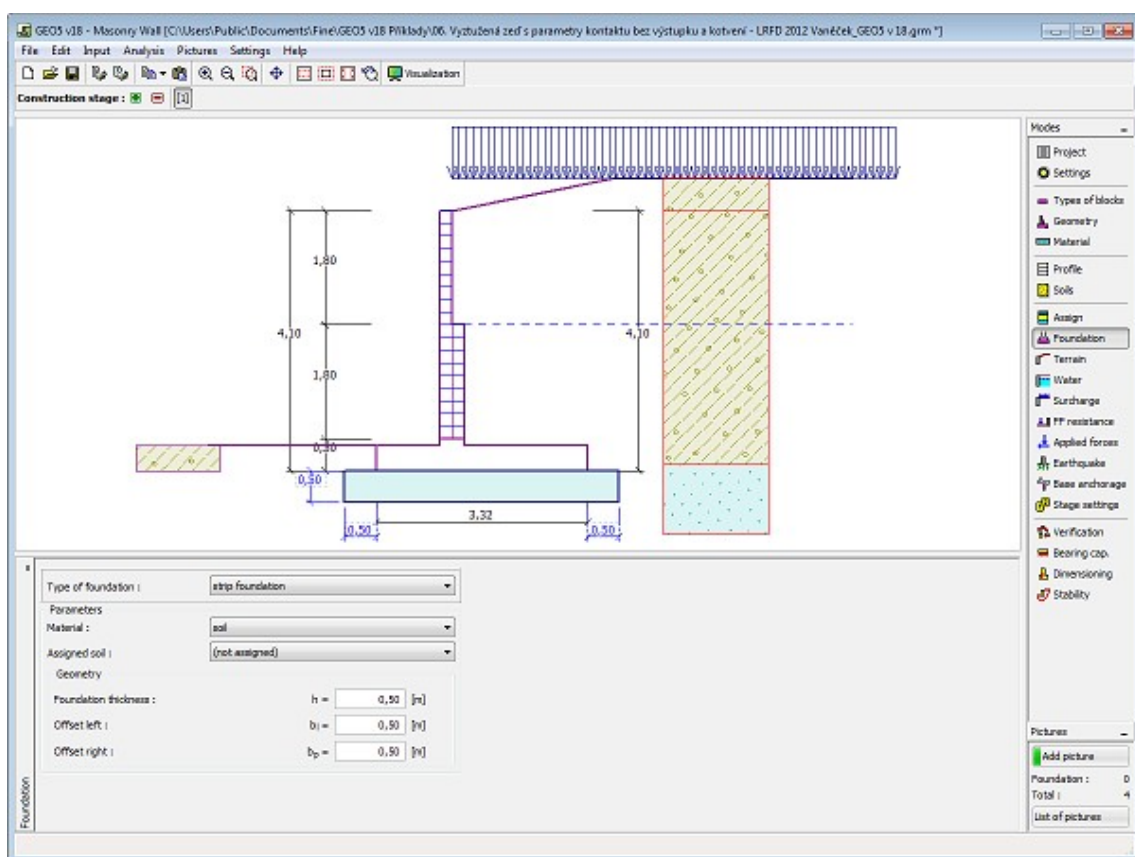 GEO5 v18 - Masonry Wall [C:\Users\Public\Documents\Fine\GEO5 v18 Příklady\06. Vyztužená zeď s parametry kontaktu bez výstupku a kotvení - LRFD 2012 Vaněček_GEO5 v 18.grm *]
File Edit Input Analysis Pictures Settings Help
Visualization
Construction stage : [1]
1,80
4,10
4,10
1,80
0,50
3,32
0,50
0,50
Modes
Project
Settings
Types of blocks
Geometry
Material
Profile
Soils
Assign
Foundation
Terrain
Water
Surcharge
FF resistance
Applied forces
Earthquake
Base anchorage
Stage settings
Verification
Bearing cap.
Dimensioning
Stability
Type of foundation : strip foundation
Parameters
Material : soil
Assigned soil : (not assigned)
Geometry
Foundation thickness : h = 0,50 [m]
Offset left : bl = 0,50 [m]
Offset right : bp = 0,50 [m]
Foundation
Pictures
Add picture
Foundation : 0
Total : 4
List of pictures